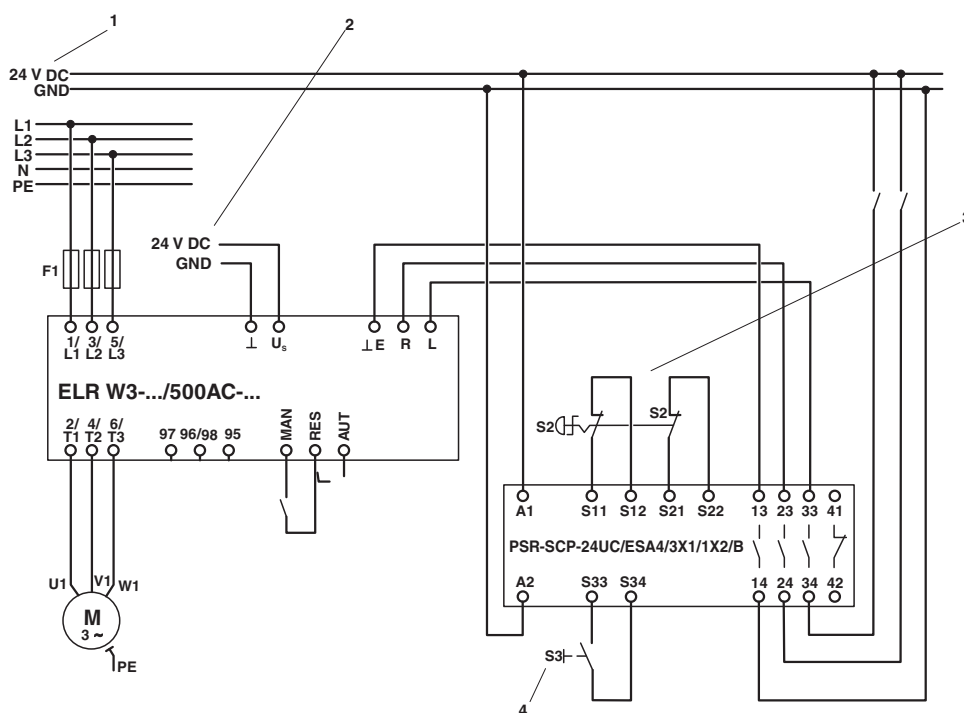 1
2
24 V DC
GND
L1
L2
L3
N
PE
3
24 V DC
GND
F1
1/ 3/ 5/
L1 L2 L3
⊥ Us
⊥E R L
ELR W3-.../500AC-...
2/ 4/ 6/
T1 T2 T3
97 96/98 95
MAN RES AUT
S2 S2
A1 S11 S12 S21 S22 13 23 33 41
PSR-SCP-24UC/ESA4/3X1/1X2/B
A2 S33 S34 14 24 34 42
U1 V1 W1
M
3 ~
PE
S3
4